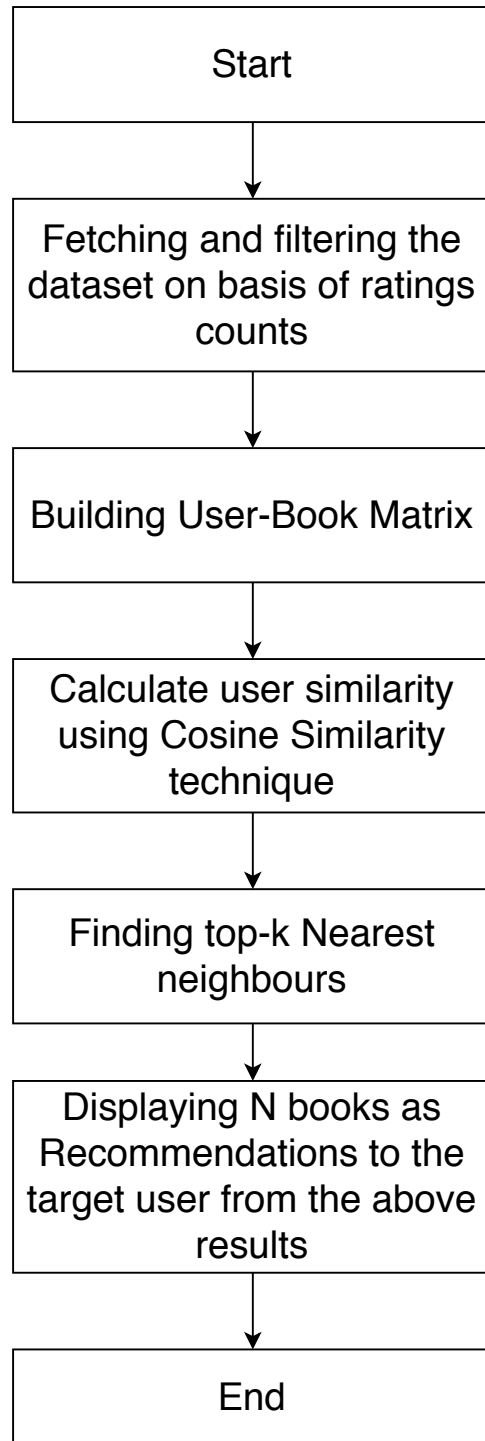 Start
Fetching and filtering the
dataset on basis of ratings
counts
Building User-Book Matrix
Calculate user similarity
using Cosine Similarity
technique
Finding top-k Nearest
neighbours
Displaying N books as
Recommendations to the
target user from the above
results
End